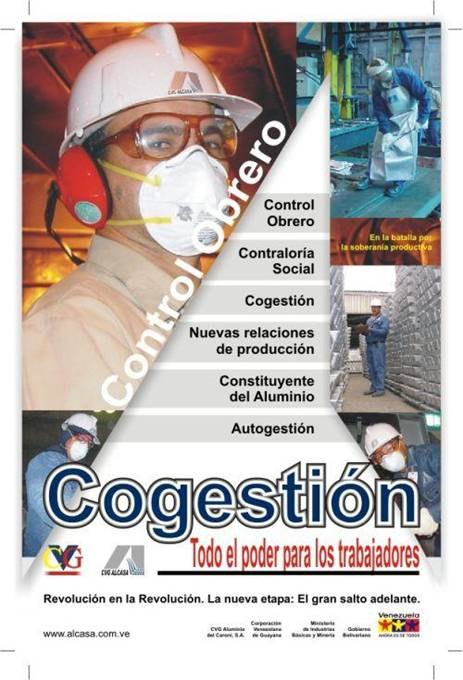 CVG ALCASA
Control Obrero
Control
Obrero
Contraloría
Social
Cogestión
Nuevas relaciones
de producción
Constituyente
del Aluminio
Autogestión
En la batalla por
la soberanía productiva
Cogestión
Todo el poder para los trabajadores
CVG
CVG ALCASA
Revolución en la Revolución. La nueva etapa: El gran salto adelante.
www.alcasa.com.ve
CVG Aluminio
del Caroní, S.A.
Corporación
Venezolana
de Guayana
Ministerio
de Industrias
Básicas y Minería
Gobierno
Bolivariano
Venezuela
AHORA ES DE TODOS